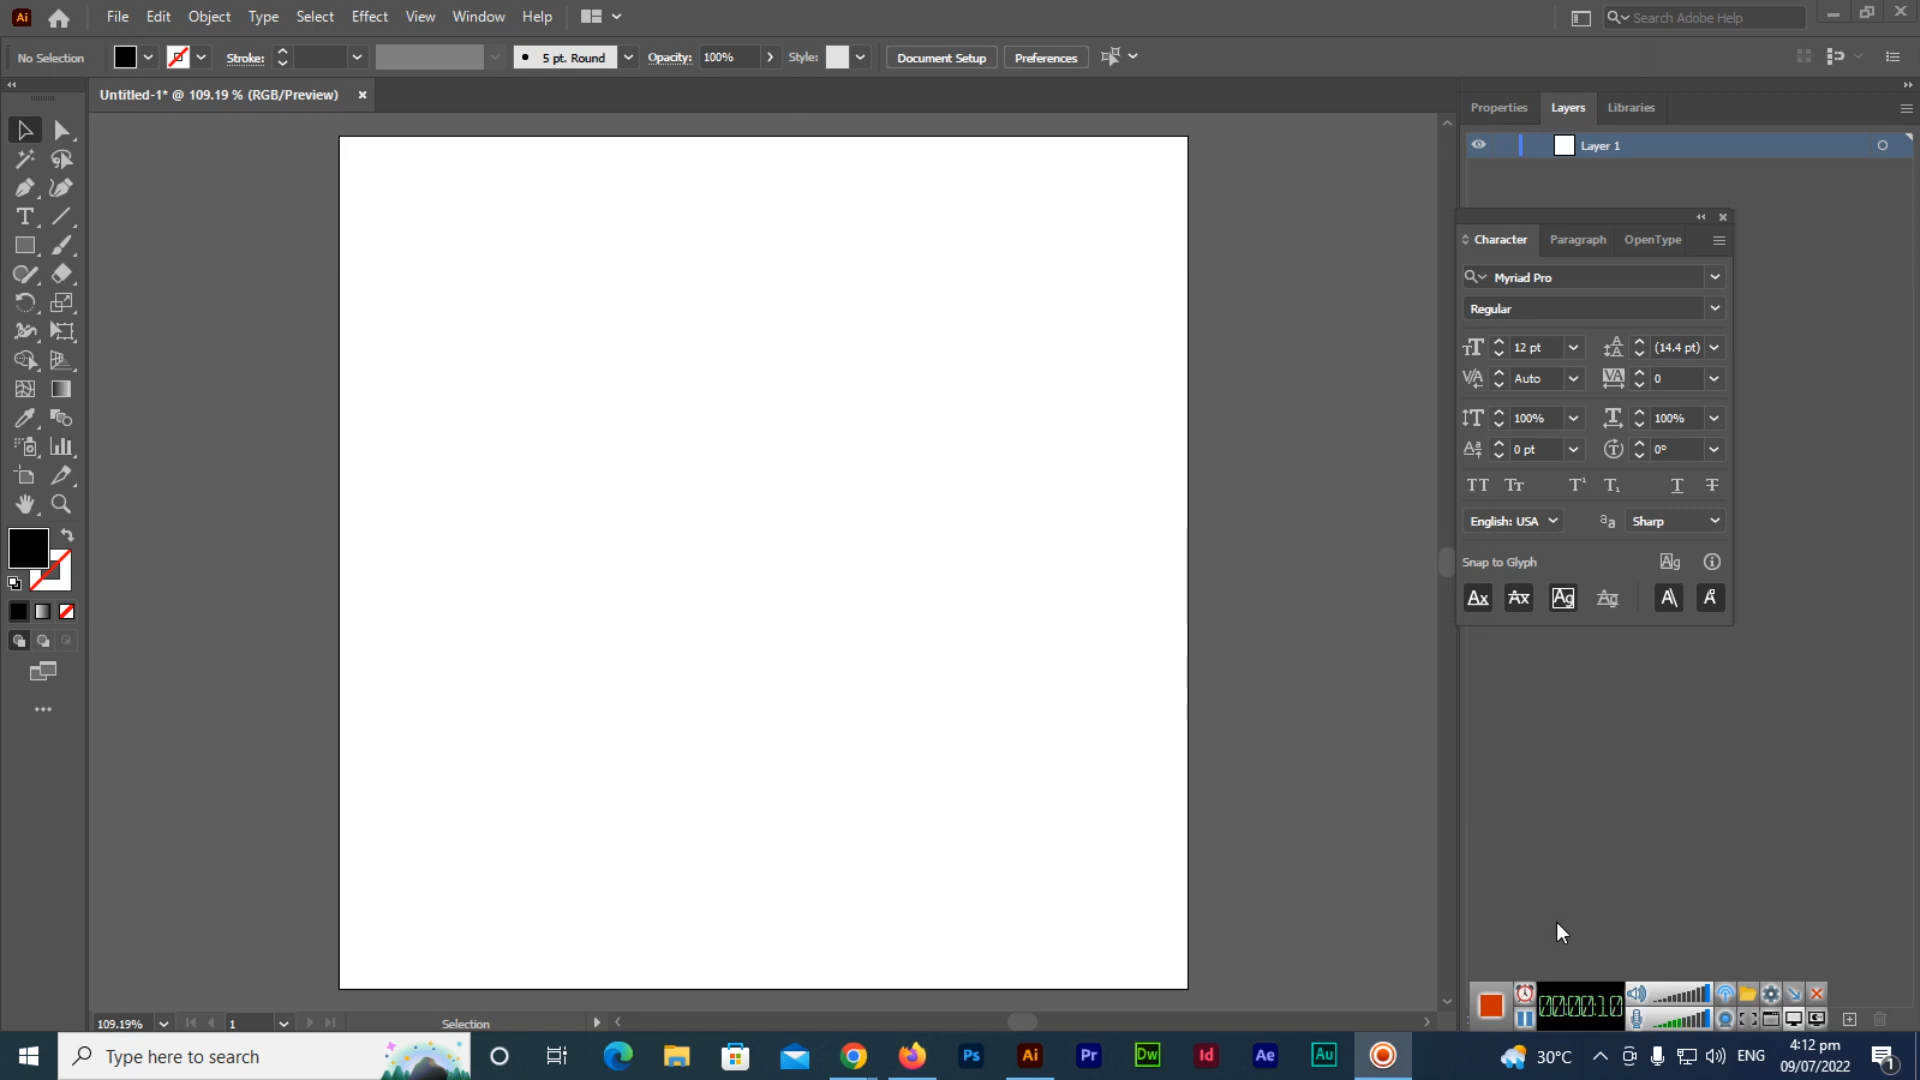 Ai
File Edit Object Type Select Effect View Window Help
Search Adobe Help
No Selection
Stroke:
5 pt. Round
Opacity: 100%
Style:
Document Setup
Preferences
Untitled-1* @ 109.19 % (RGB/Preview)
Properties Layers Libraries
Layer 1
Character Paragraph OpenType
Myriad Pro
Regular
12 pt
(14.4 pt)
Auto
0
100%
100%
0 pt
0°
English: USA
Sharp
Snap to Glyph
109.19%
1
Selection
00:00:10
Type here to search
Ps
Ai
Pr
Dw
Id
Ae
Au
30°C
ENG
4:12 pm
09/07/2022
1